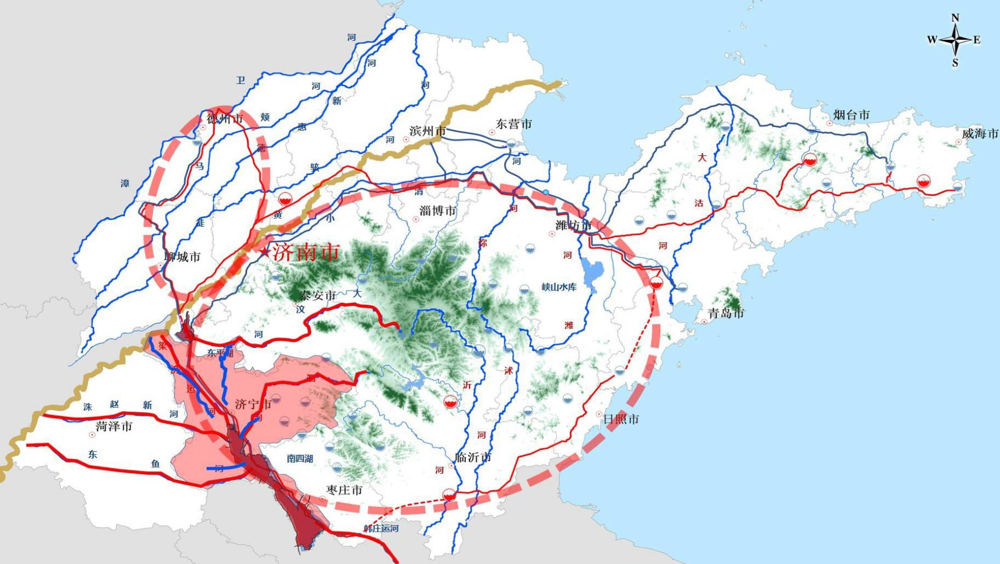 N
W E
S
河
河
卫
河
河
新
德州市
颊
惠
滨州市
东营市
烟台市
威海市
河
德
马
骇
河
大
漳
清
黄
小
淄博市
沽
徒
河
潍坊市
济南市
弥
河
河
聊城市
峡山水库
泰安市
大
汶
青岛市
潍
河
梁
东平湖
济
泗
沭
沂
运
洙 赵 新 河
济宁市
河
河
菏泽市
日照市
河
东 鱼 河
南四湖
临沂市
河
枣庄市
韩庄运河